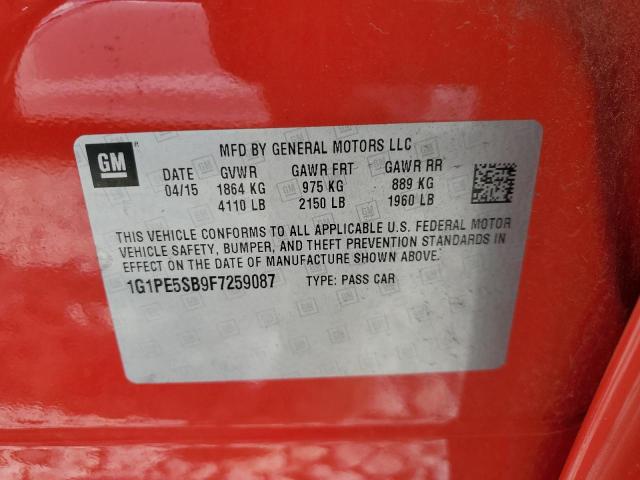 GM
MFD BY GENERAL MOTORS LLC
DATE GVWR GAWR FRT GAWR RR
04/15 1864 KG 975 KG 889 KG
4110 LB 2150 LB 1960 LB
THIS VEHICLE CONFORMS TO ALL APPLICABLE U.S. FEDERAL MOTOR
VEHICLE SAFETY, BUMPER, AND THEFT PREVENTION STANDARDS IN
EFFECT ON THE DATE OF MANUFACTURE SHOWN ABOVE.
1G1PE5SB9F7259087 TYPE: PASS CAR